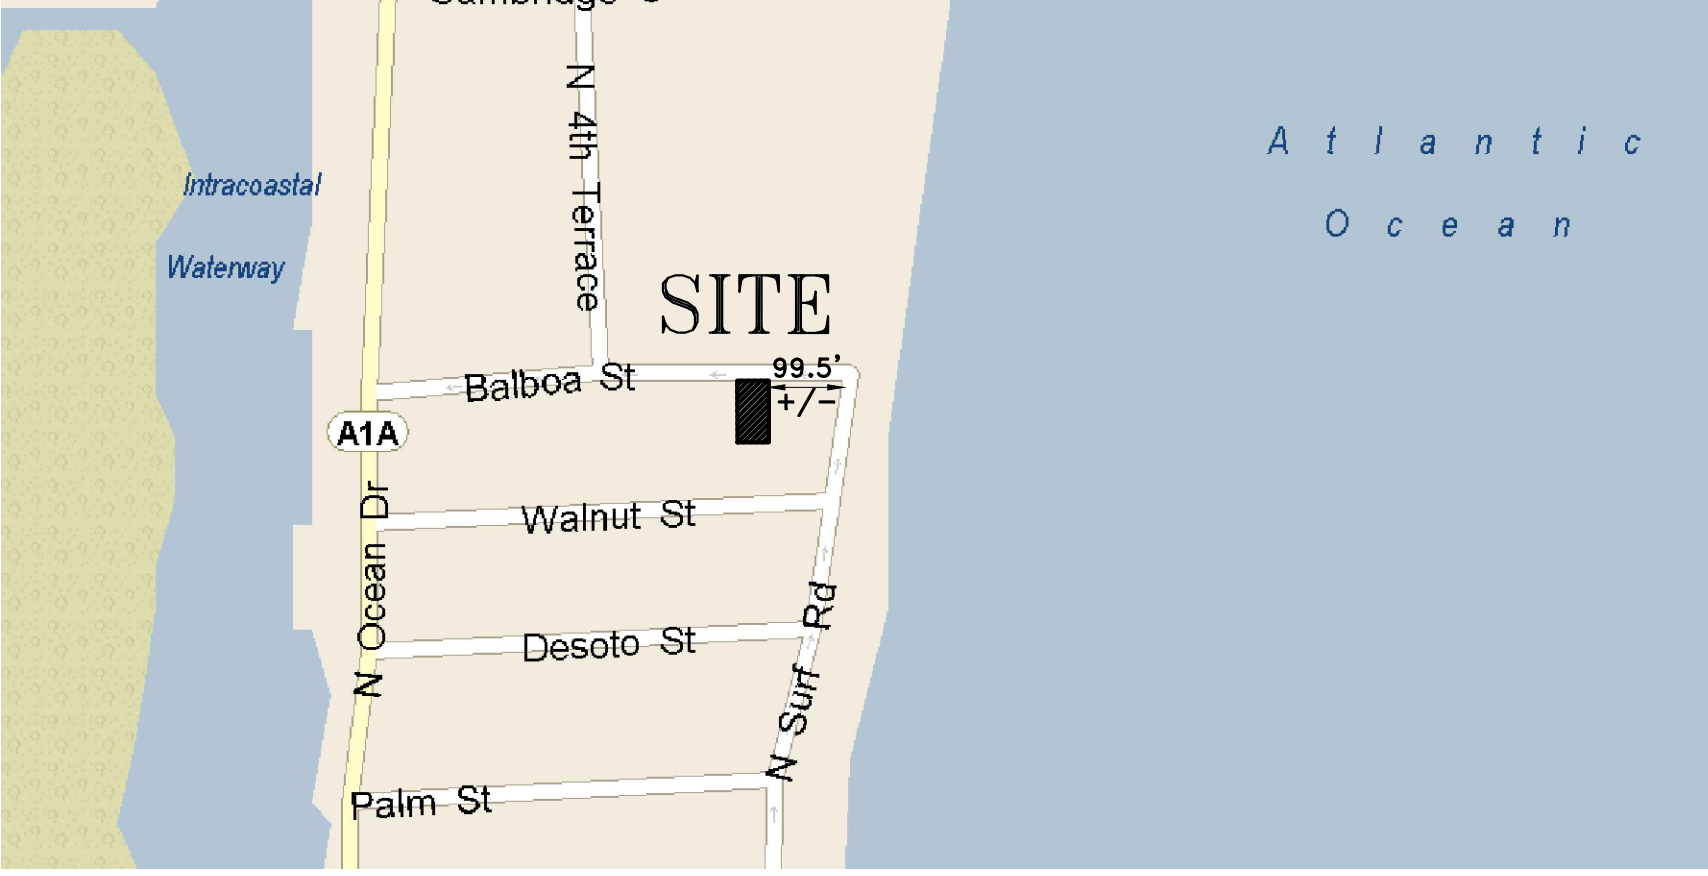 N 4th Terrace
Atlantic
Ocean
Intracoastal
Waterway
SITE
99.5'
+/-
Balboa St
A1A
Walnut St
N Ocean Dr
Desoto St
N Surf Rd
Palm St